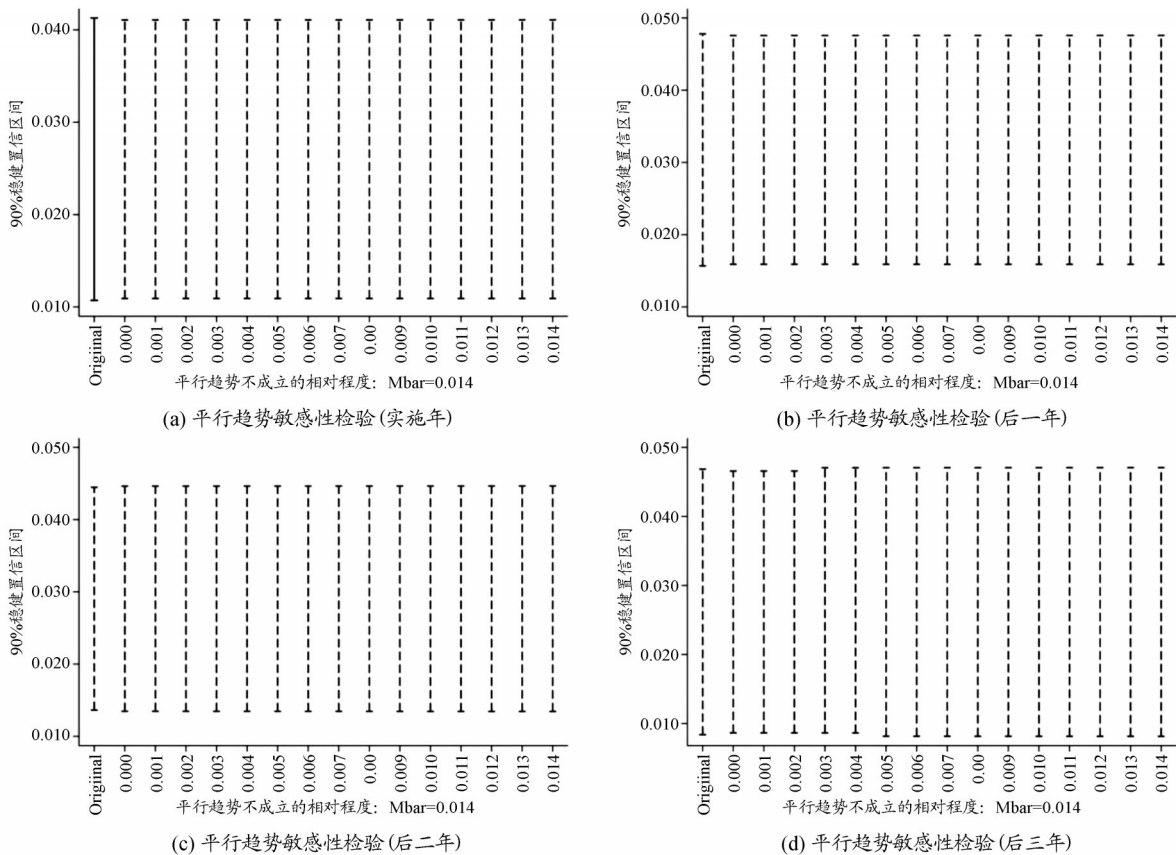 0.040
0.030
0.020
0.010
90%稳健置信区间
Origiinal 0.000 0.001 0.002 0.003 0.004 0.005 0.006 0.007 0.00 0.009 0.010 0.011 0.012 0.013 0.014
平行趋势不成立的相对程度：Mbar=0.014
(a) 平行趋势敏感性检验(实施年)
0.050
0.040
0.030
0.020
0.010
90%稳健置信区间
Origiinal 0.000 0.001 0.002 0.003 0.004 0.005 0.006 0.007 0.00 0.009 0.010 0.011 0.012 0.013 0.014
平行趋势不成立的相对程度：Mbar=0.014
(b) 平行趋势敏感性检验(后一年)
0.050
0.040
0.030
0.020
0.010
90%稳健置信区间
Origiinal 0.000 0.001 0.002 0.003 0.004 0.005 0.006 0.007 0.00 0.009 0.010 0.011 0.012 0.013 0.014
平行趋势不成立的相对程度：Mbar=0.014
(c) 平行趋势敏感性检验(后二年)
0.050
0.040
0.030
0.020
0.010
90%稳健置信区间
Origiinal 0.000 0.001 0.002 0.003 0.004 0.005 0.006 0.007 0.00 0.009 0.010 0.011 0.012 0.013 0.014
平行趋势不成立的相对程度：Mbar=0.014
(d) 平行趋势敏感性检验(后三年)